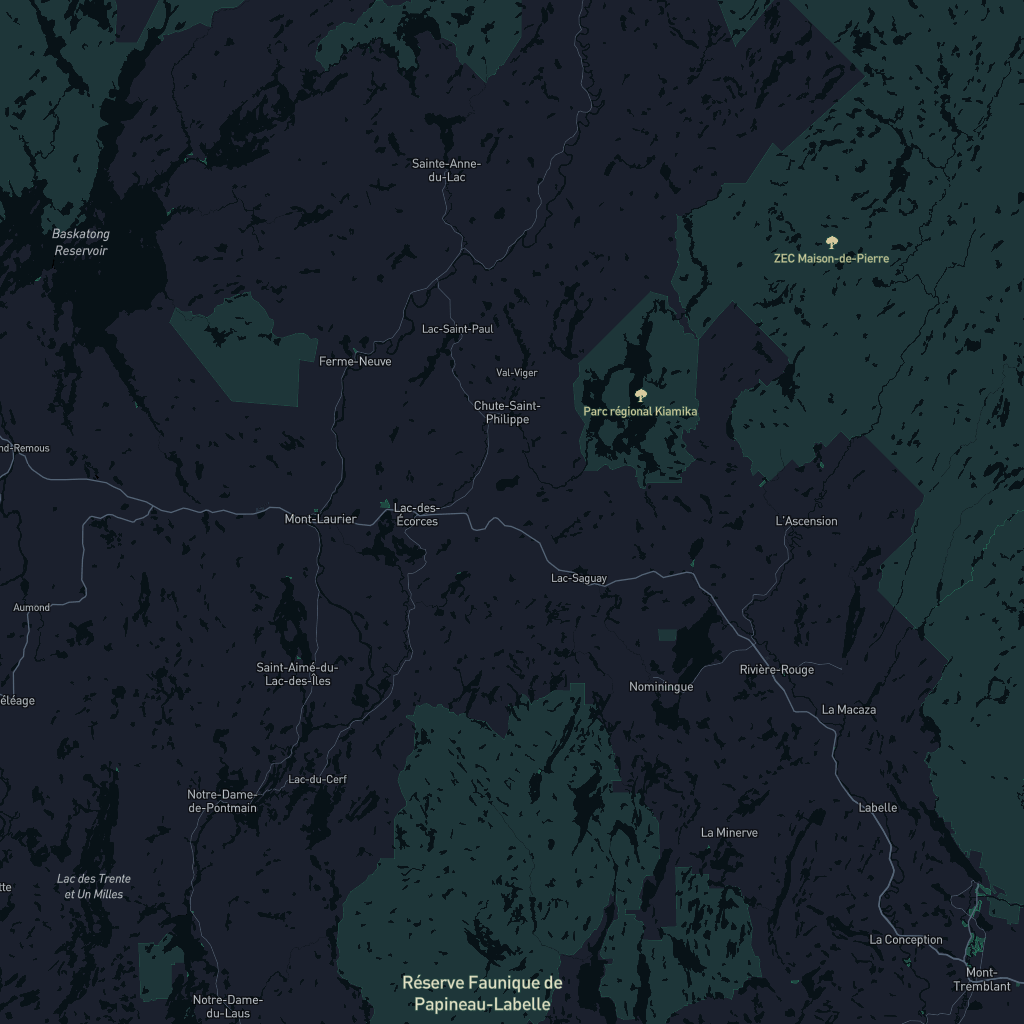 Sainte-Anne-
du-Lac
Baskatong
Reservoir
ZEC Maison-de-Pierre
Lac-Saint-Paul
Ferme-Neuve
Val-Viger
Chute-Saint-
Philippe
Parc régional Kiamika
nd-Remous
Mont-Laurier
Lac-des-
Écorces
L'Ascension
Lac-Saguay
Aumond
Saint-Aimé-du-
Lac-des-Îles
Rivière-Rouge
Nominingue
éléage
La Macaza
Lac-du-Cerf
Notre-Dame-
de-Pontmain
Labelle
La Minerve
Lac des Trente
et Un Milles
tte
La Conception
Mont-
Tremblant
Réserve Faunique de
Papineau-Labelle
Notre-Dame-
du-Laus